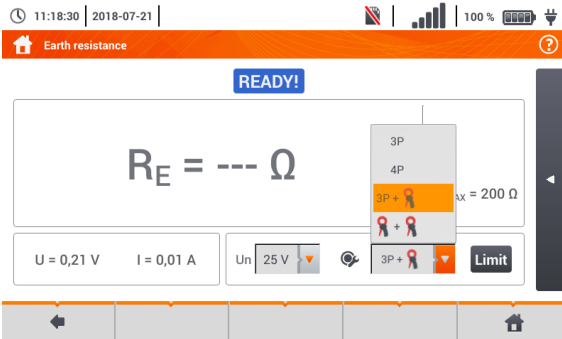 11:18:30 2018-07-21 100 %
Earth resistance ?
READY!
RE = --- Ω
3P
4P
3P +
= 200 Ω
+
U = 0,21 V I = 0,01 A Un 25 V 3P + Limit